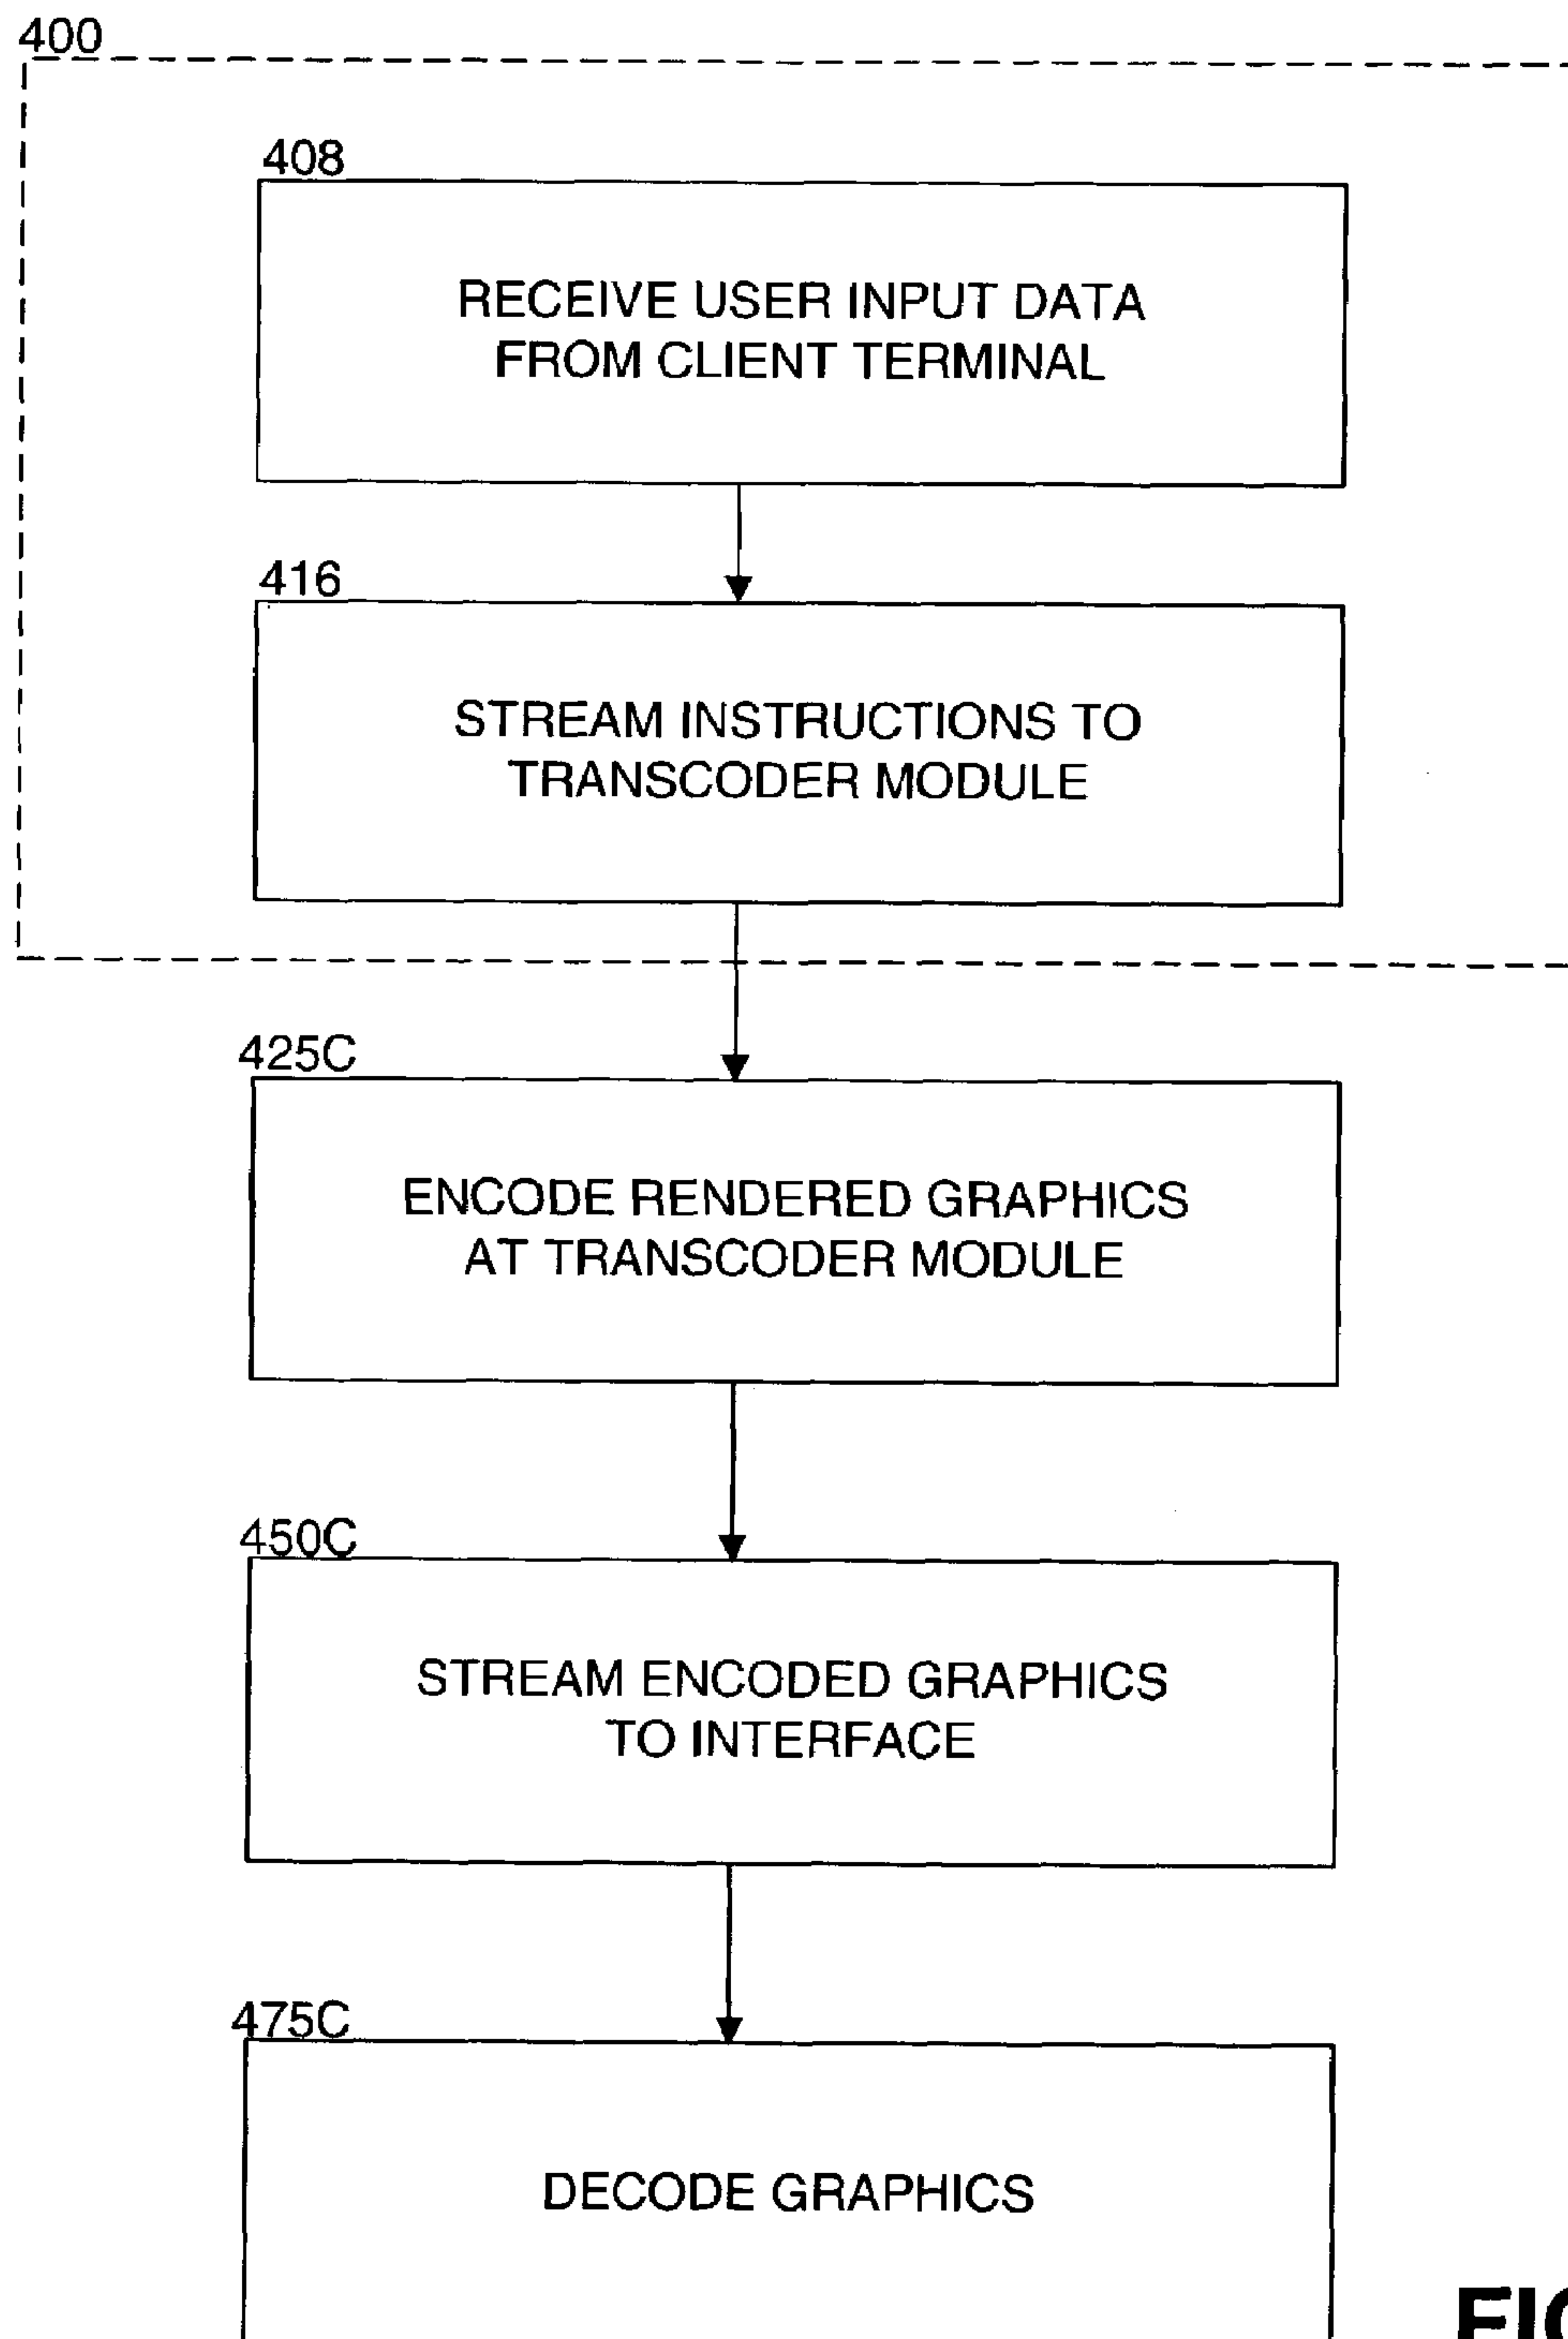 400
408
RECEIVE USER INPUT DATA
FROM CLIENT TERMINAL
416
STREAM INSTRUCTIONS TO
TRANSCODER MODULE
425C
ENCODE RENDERED GRAPHICS
AT TRANSCODER MODULE
450C
STREAM ENCODED GRAPHICS
TO INTERFACE
475C
DECODE GRAPHICS